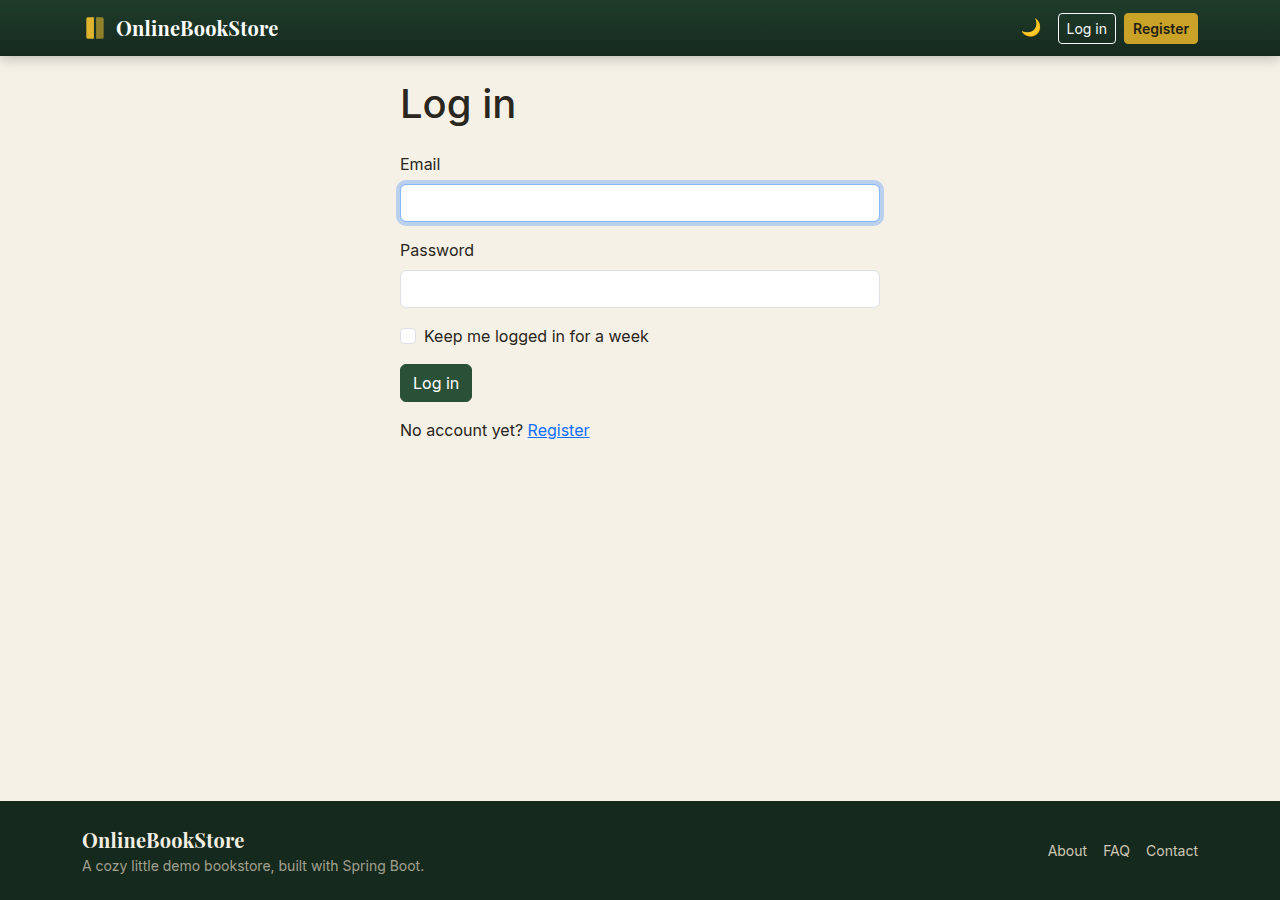 OnlineBookStore
Log in
Register
Log in
Email
Password
Keep me logged in for a week
Log in
No account yet? Register
OnlineBookStore
A cozy little demo bookstore, built with Spring Boot.
About
FAQ
Contact